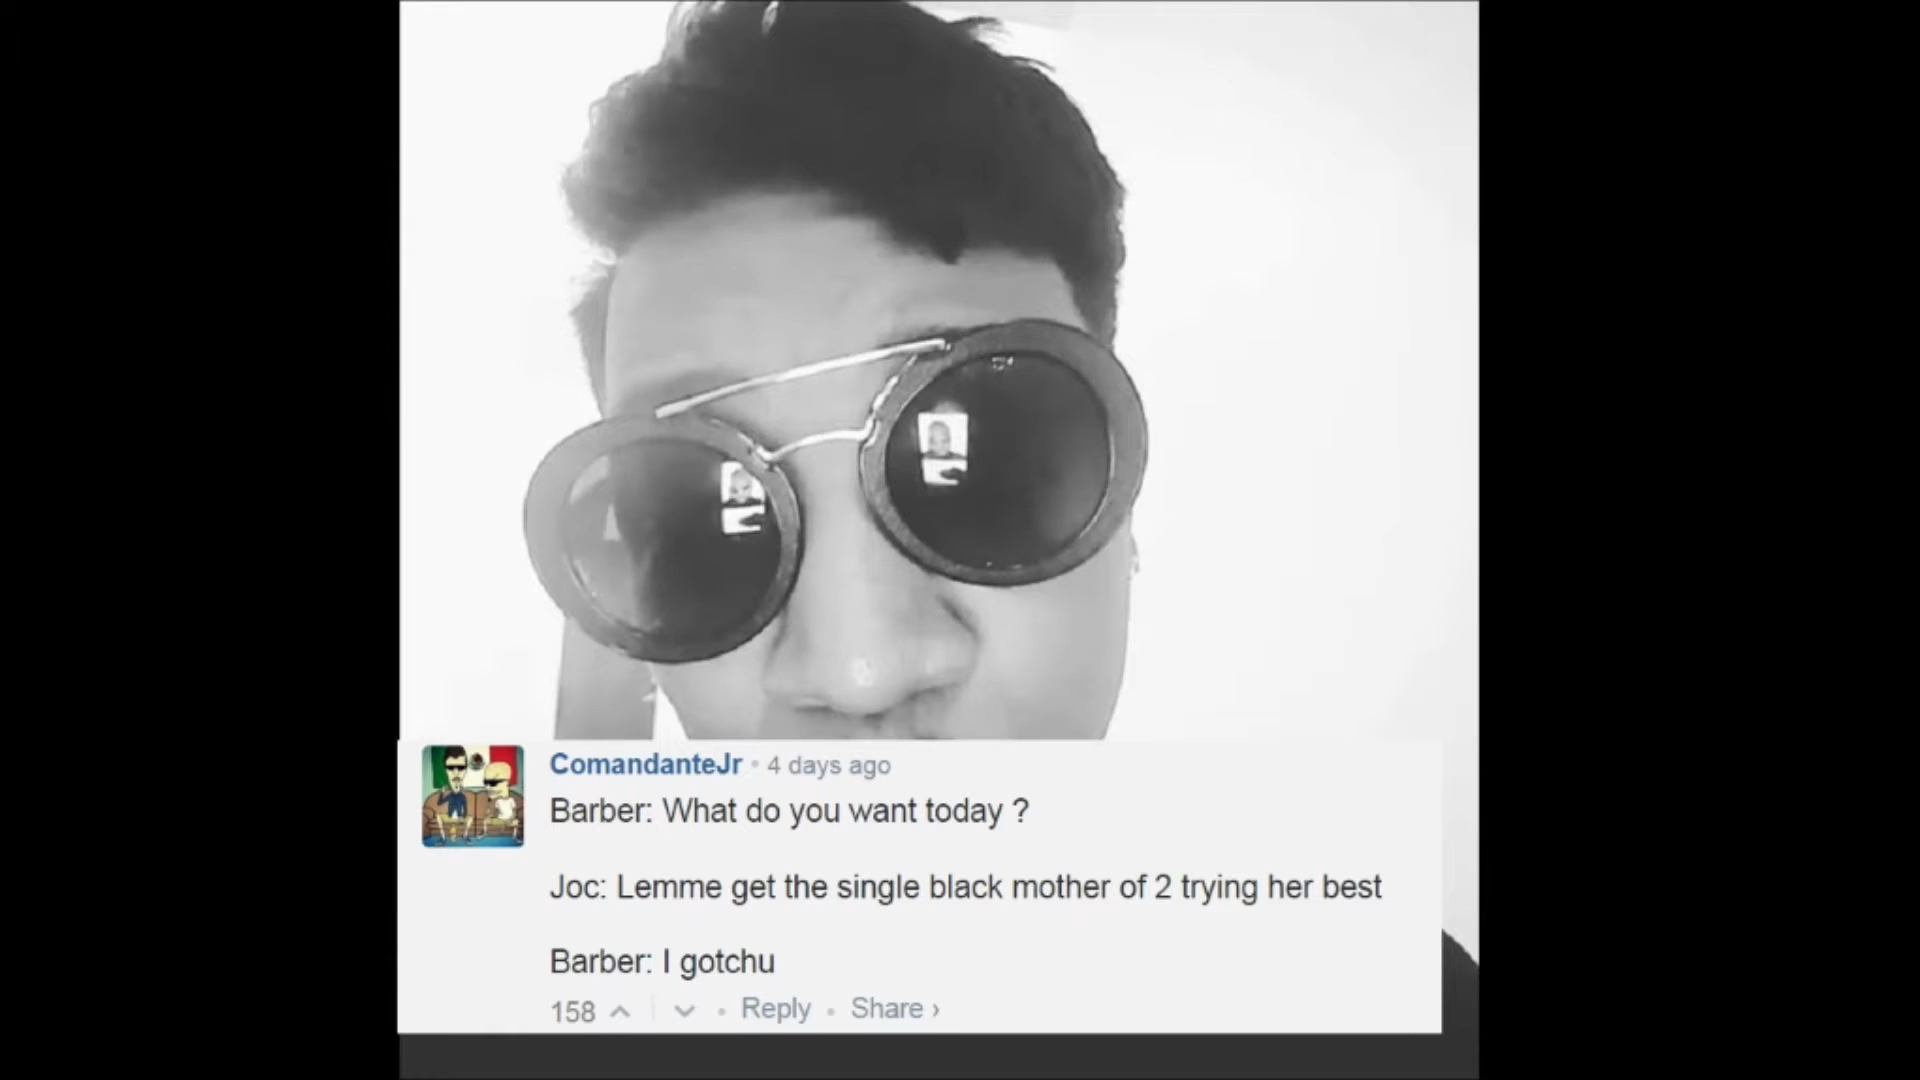 ComandanteJr • 4 days ago
Barber: What do you want today ?
Joc: Lemme get the single black mother of 2 trying her best
Barber: I gotchu
158 • Reply • Share ›